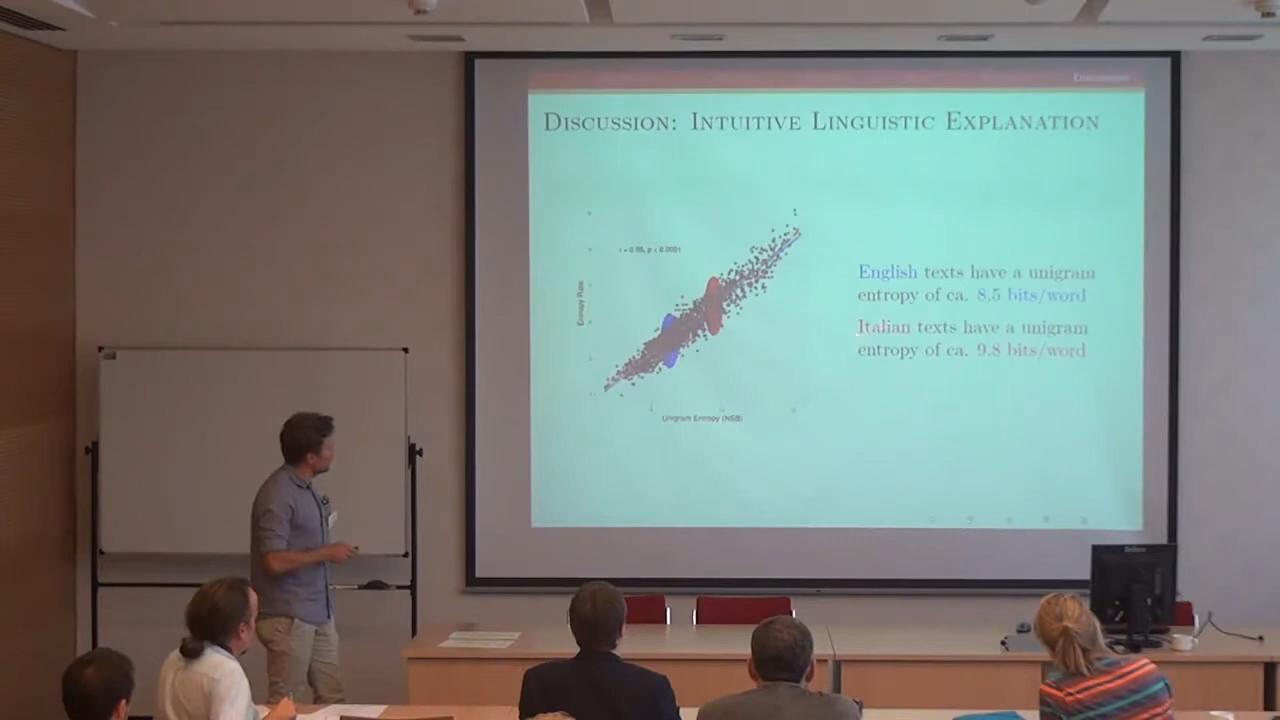 Discussion
DISCUSSION: INTUITIVE LINGUISTIC EXPLANATION
Entropy Rate
Unigram Entropy (NSB)
English texts have a unigram
entropy of ca. 8.5 bits/word
Italian texts have a unigram
entropy of ca. 9.8 bits/word